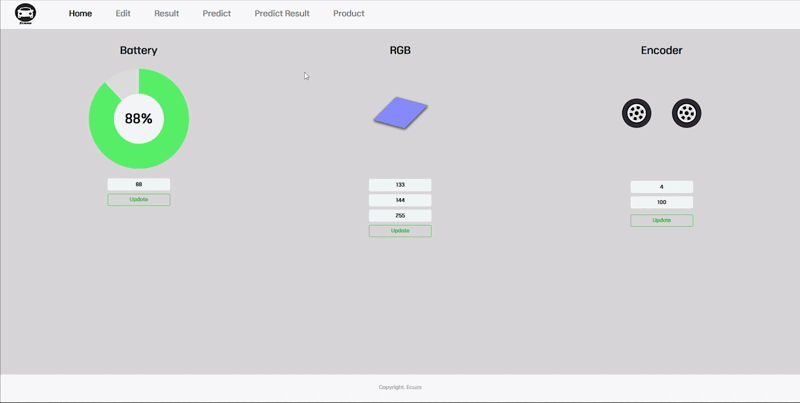 Home Edit Result Predict Predict Result Product
Ecuzo
Battery
88%
88
Update
RGB
133
144
255
Update
Encoder
4
100
Update
Copyright, Ecuzo